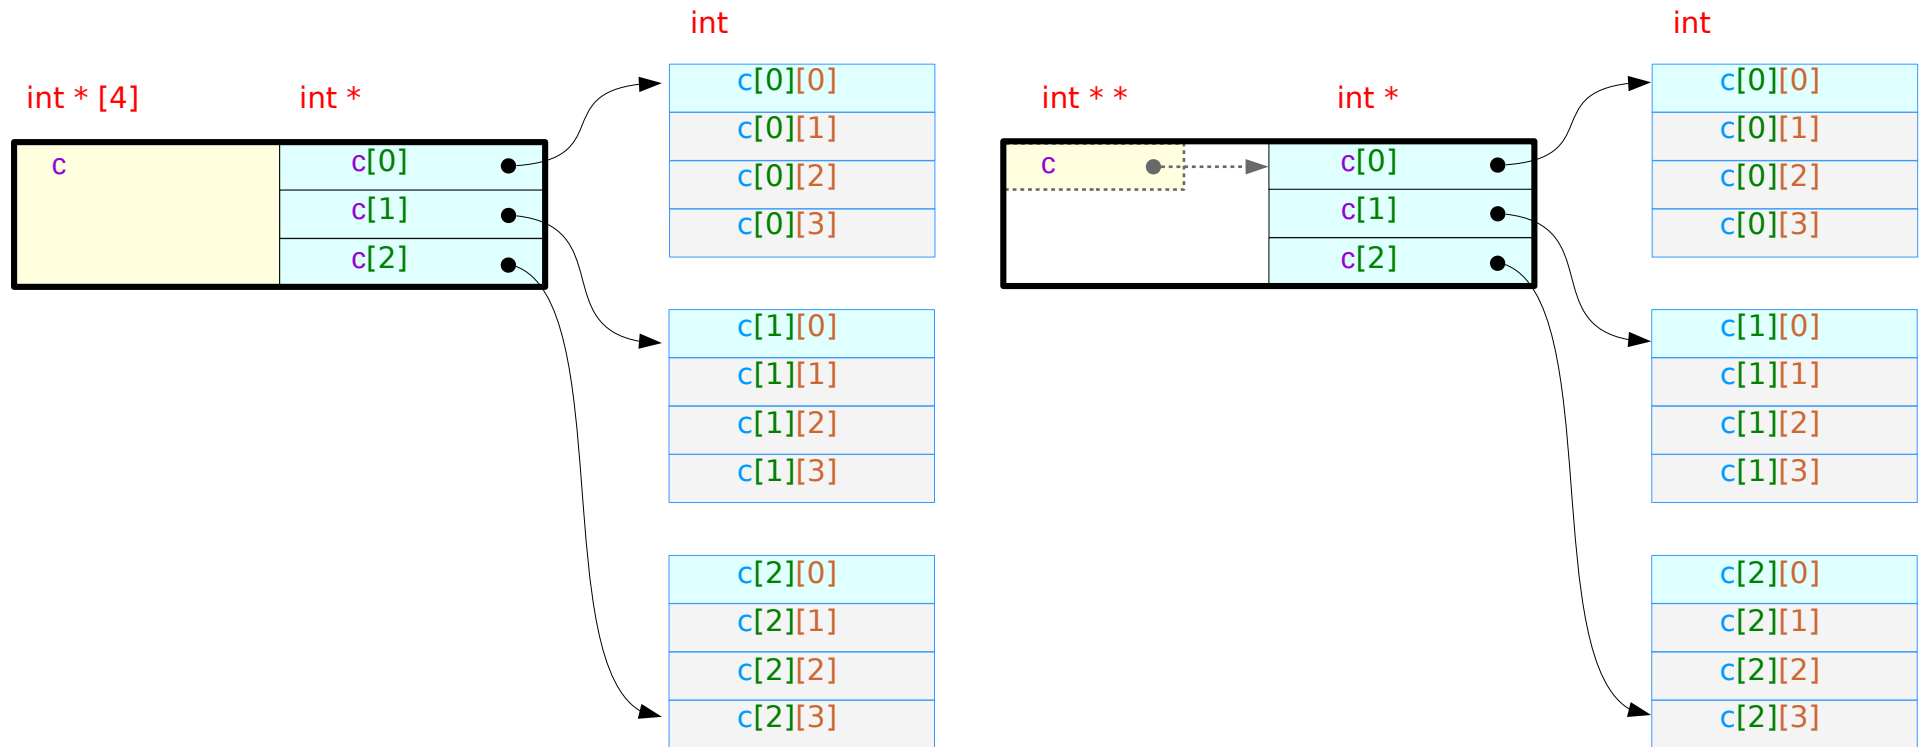 int
int * [4]
int *
c
c[0]
c[1]
c[2]
c[0][0]
c[0][1]
c[0][2]
c[0][3]
c[1][0]
c[1][1]
c[1][2]
c[1][3]
c[2][0]
c[2][1]
c[2][2]
c[2][3]
int
int * *
int *
c
c[0]
c[1]
c[2]
c[0][0]
c[0][1]
c[0][2]
c[0][3]
c[1][0]
c[1][1]
c[1][2]
c[1][3]
c[2][0]
c[2][1]
c[2][2]
c[2][3]